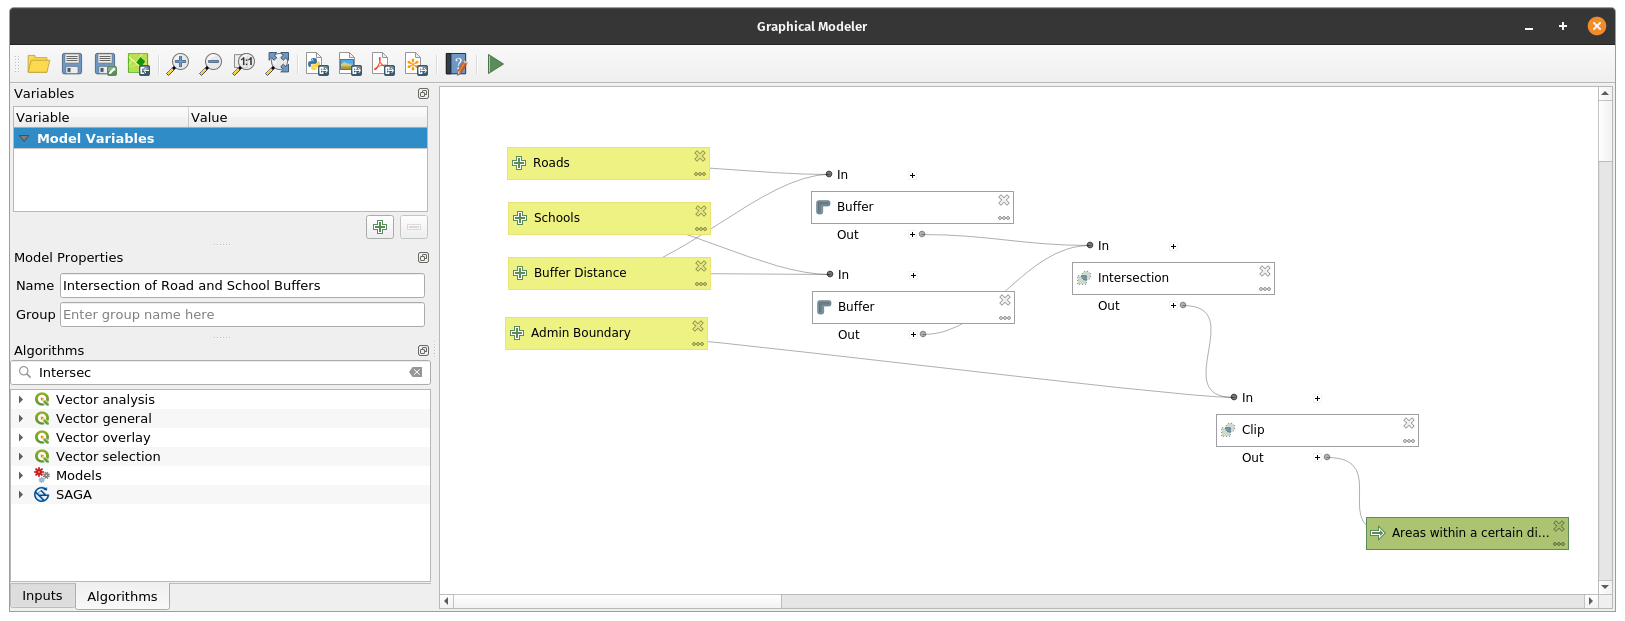 Graphical Modeler
1:1
Variables
Variable Value
Model Variables
Model Properties
Name Intersection of Road and School Buffers
Group Enter group name here
Algorithms
Intersec
Vector analysis
Vector general
Vector overlay
Vector selection
Models
SAGA
Inputs Algorithms
Roads
Schools
Buffer Distance
Admin Boundary
In
Buffer
Out
In
Buffer
Out
In
Intersection
Out
In
Clip
Out
Areas within a certain di...